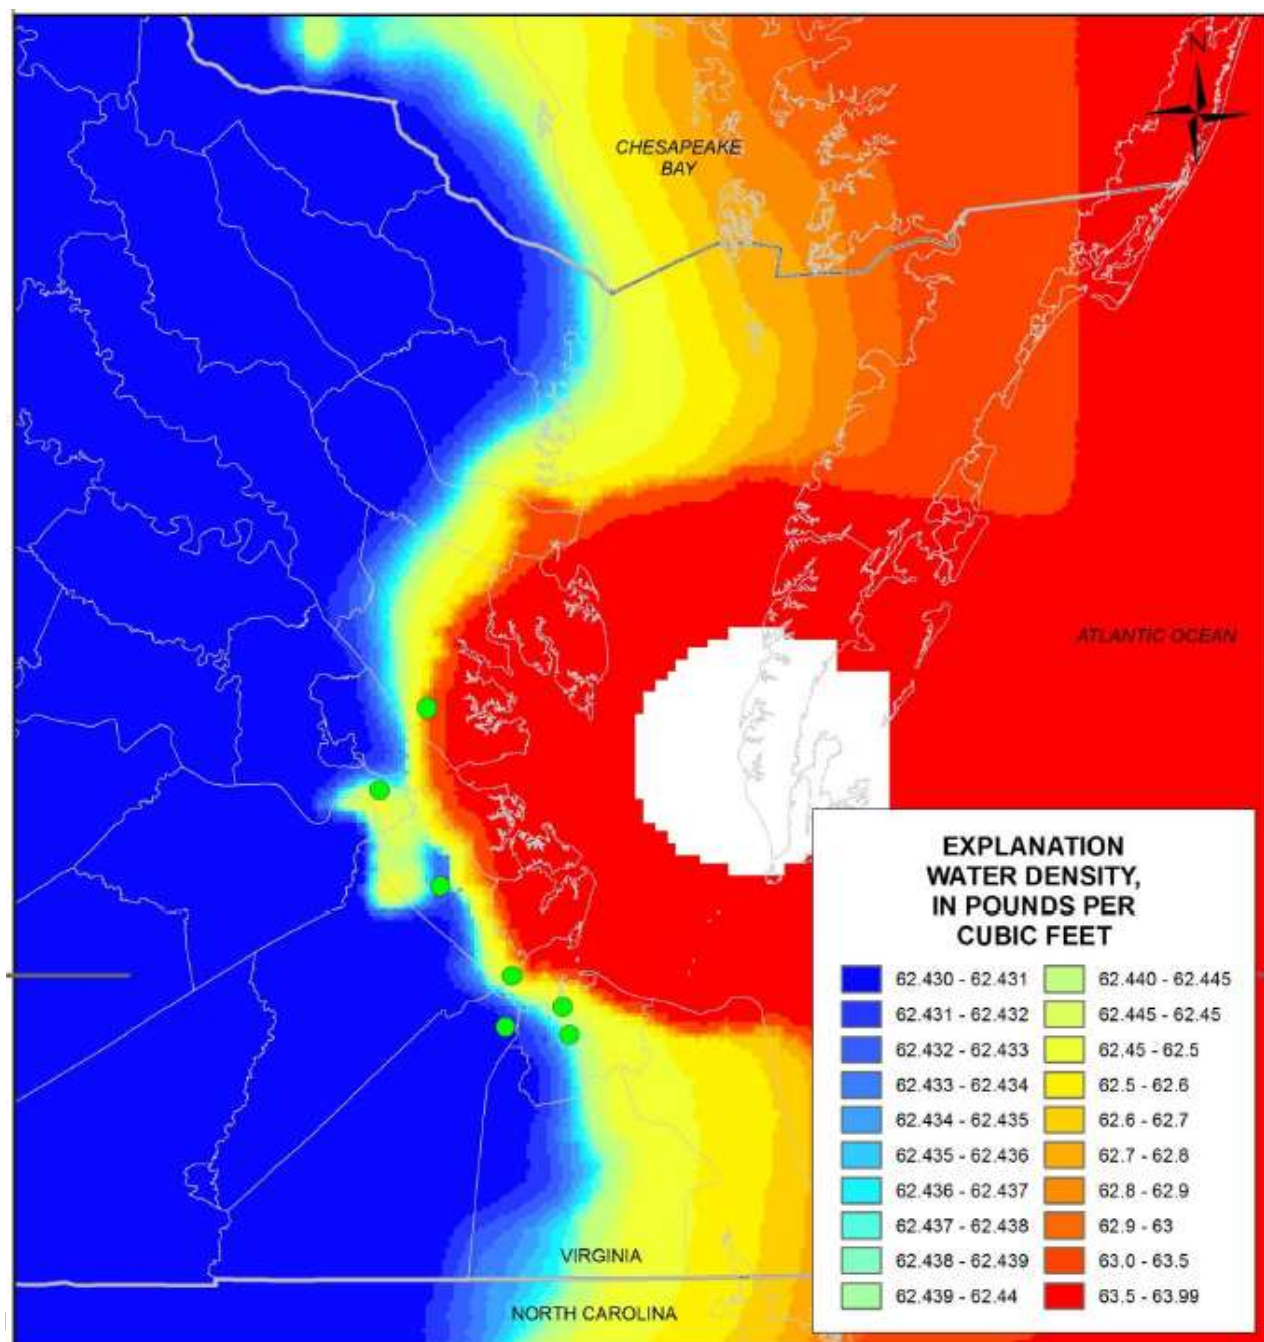 N
CHESAPEAKE
BAY
ATLANTIC OCEAN
EXPLANATION
WATER DENSITY,
IN POUNDS PER
CUBIC FEET
62.430 - 62.431
62.431 - 62.432
62.432 - 62.433
62.433 - 62.434
62.434 - 62.435
62.435 - 62.436
62.436 - 62.437
62.437 - 62.438
62.438 - 62.439
62.439 - 62.44
62.440 - 62.445
62.445 - 62.45
62.45 - 62.5
62.5 - 62.6
62.6 - 62.7
62.7 - 62.8
62.8 - 62.9
62.9 - 63
63.0 - 63.5
63.5 - 63.99
VIRGINIA
NORTH CAROLINA